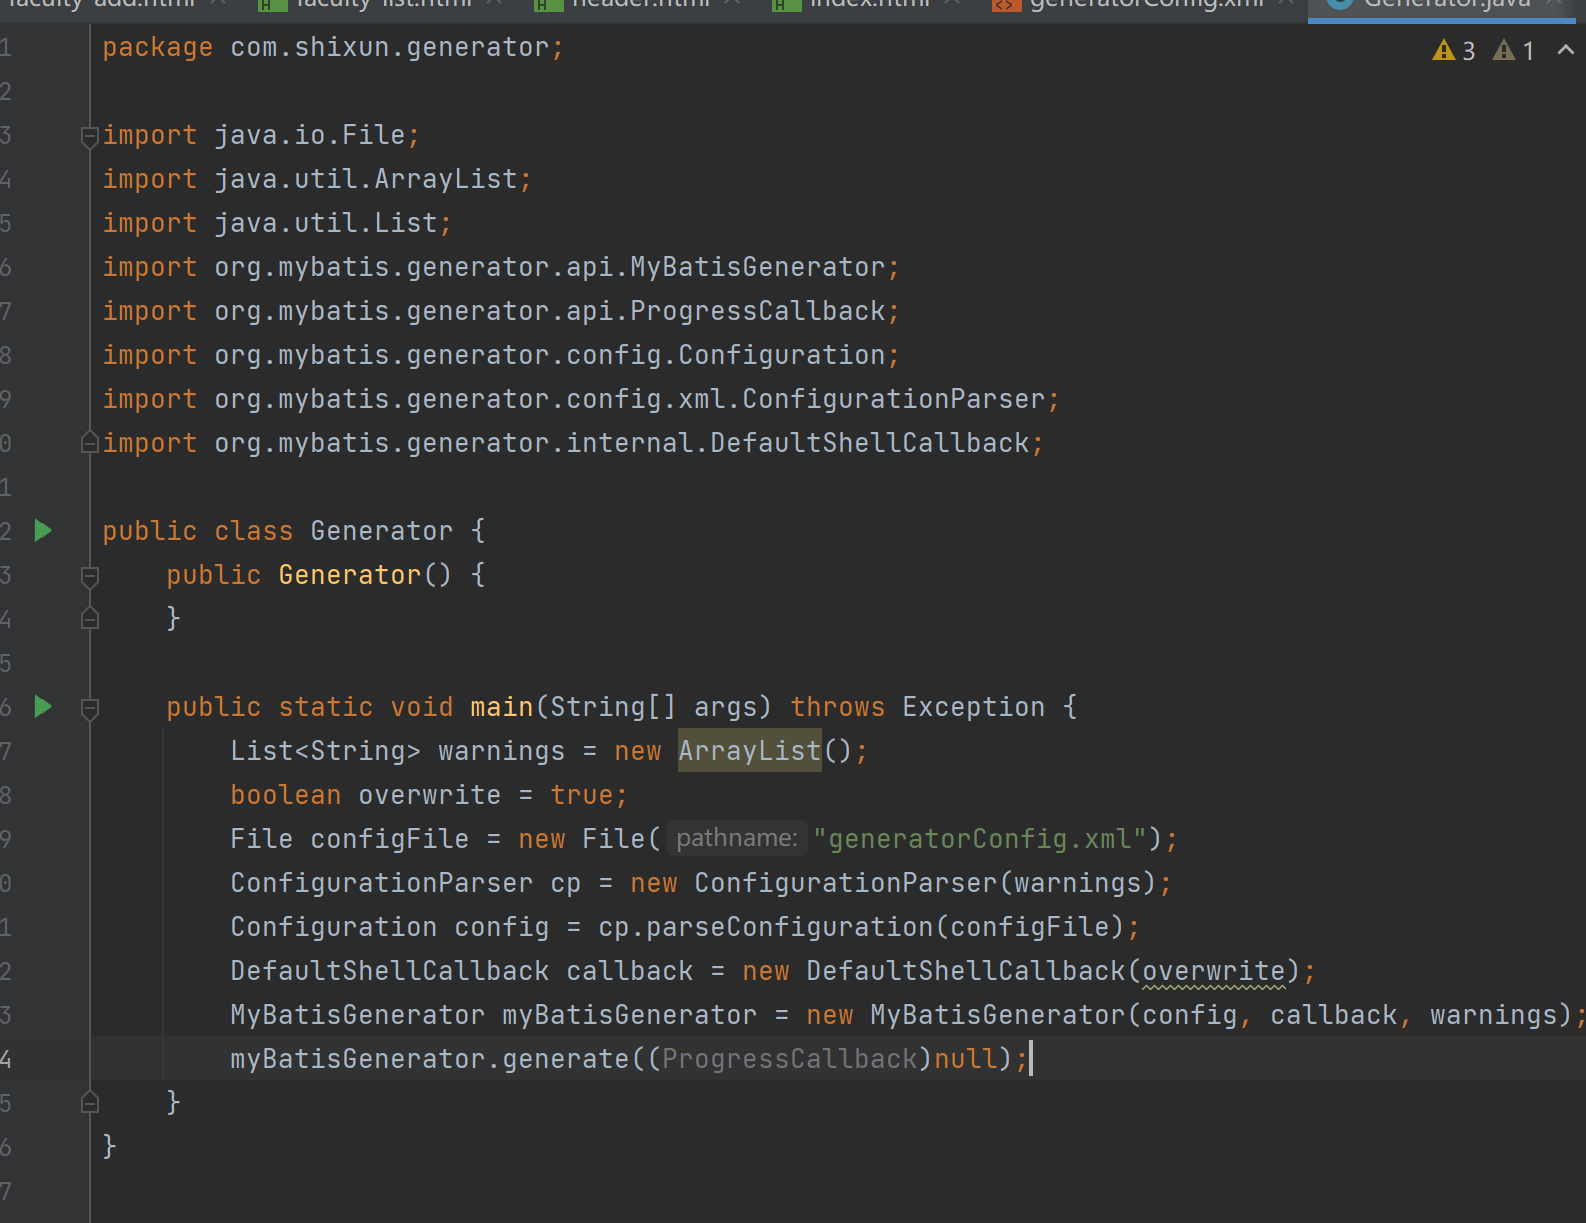 faculty-add.html faculty-list.html header.html index.html generatorConfig.xml Generator.java
1 package com.shixun.generator; 3 1
2
3 import java.io.File;
4 import java.util.ArrayList;
5 import java.util.List;
6 import org.mybatis.generator.api.MyBatisGenerator;
7 import org.mybatis.generator.api.ProgressCallback;
8 import org.mybatis.generator.config.Configuration;
9 import org.mybatis.generator.config.xml.ConfigurationParser;
0 import org.mybatis.generator.internal.DefaultShellCallback;
1
2 public class Generator {
3 public Generator() {
4 }
5
6 public static void main(String[] args) throws Exception {
7 List<String> warnings = new ArrayList();
8 boolean overwrite = true;
9 File configFile = new File( pathname: "generatorConfig.xml");
0 ConfigurationParser cp = new ConfigurationParser(warnings);
1 Configuration config = cp.parseConfiguration(configFile);
2 DefaultShellCallback callback = new DefaultShellCallback(overwrite);
3 MyBatisGenerator myBatisGenerator = new MyBatisGenerator(config, callback, warnings);
4 myBatisGenerator.generate((ProgressCallback)null);
5 }
6 }
7